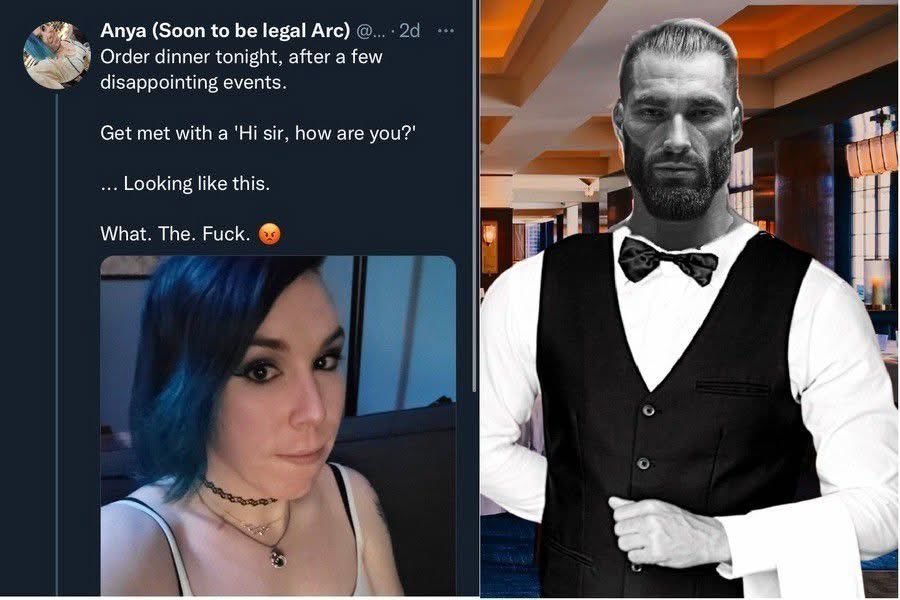 Anya (Soon to be legal Arc) @... · 2d
Order dinner tonight, after a few
disappointing events.
Get met with a 'Hi sir, how are you?'
... Looking like this.
What. The. Fuck. 😡